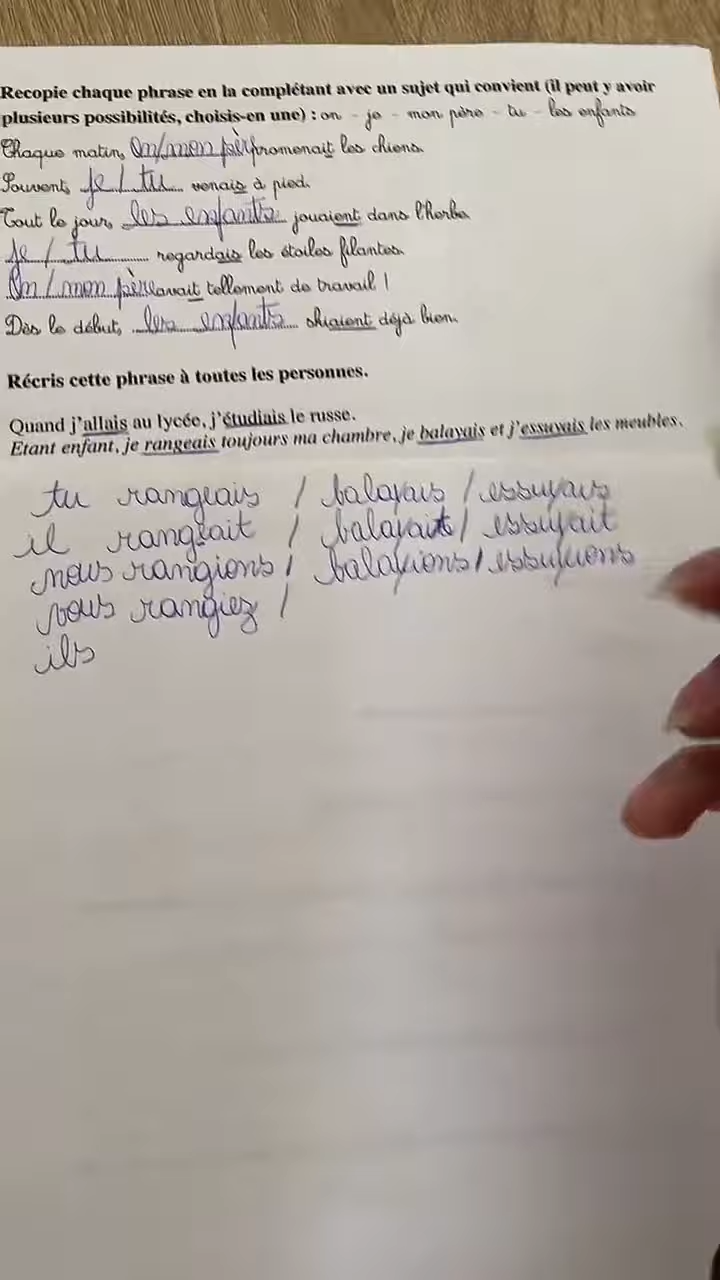 Recopie chaque phrase en la complétant avec un sujet qui convient (il peut y avoir
plusieurs possibilités, choisis-en une) : on - je - mon père - tu - les enfants
Chaque matin, On/mon père promenait les chiens.
Souvent, je / tu venais à pied.
Tout le jour, les enfants jouaient dans l'herbe.
je / tu regardais les étoiles filantes.
On / mon père avait tellement de travail !
Dès le début, les enfants skiaient déjà bien.
Récris cette phrase à toutes les personnes.
Quand j'allais au lycée, j'étudiais le russe.
Etant enfant, je rangeais toujours ma chambre, je balayais et j'essuyais les meubles.
tu rangeais / balayais / essuyais
il rangeait / balayait / essuyait
nous rangions / balayions / essuyions
vous rangiez /
ils